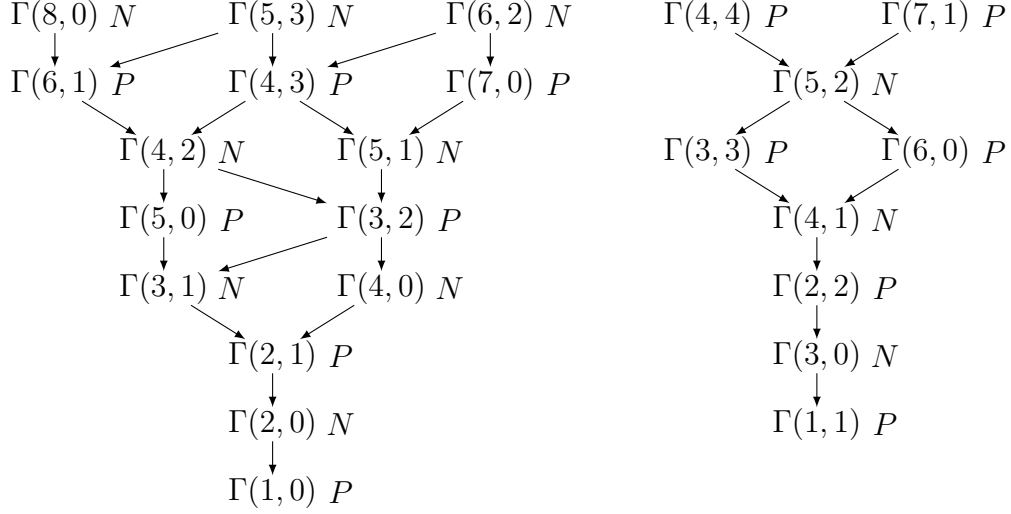 Γ(8,0) N Γ(5,3) N Γ(6,2) N Γ(4,4) P Γ(7,1) P
Γ(6,1) P Γ(4,3) P Γ(7,0) P Γ(5,2) N
Γ(4,2) N Γ(5,1) N Γ(3,3) P Γ(6,0) P
Γ(5,0) P Γ(3,2) P Γ(4,1) N
Γ(3,1) N Γ(4,0) N Γ(2,2) P
Γ(2,1) P Γ(3,0) N
Γ(2,0) N Γ(1,1) P
Γ(1,0) P